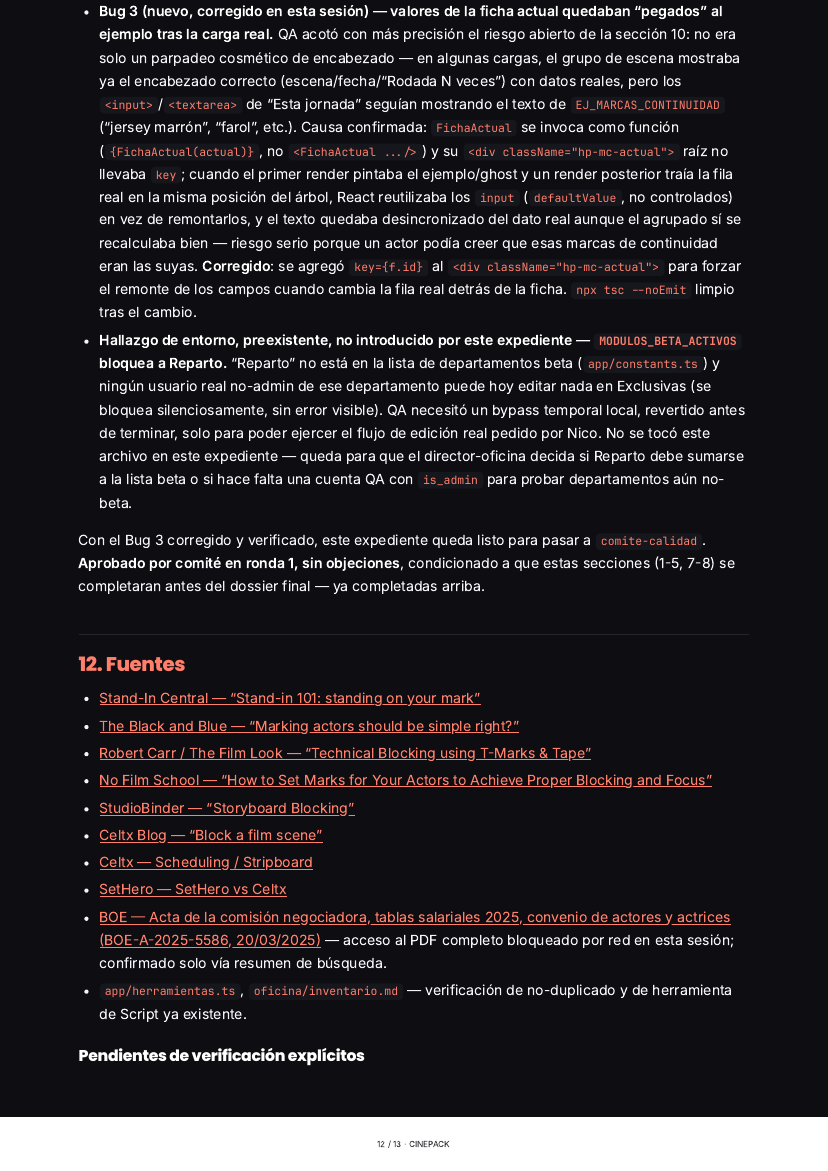 • Bug 3 (nuevo, corregido en esta sesión) — valores de la ficha actual quedaban “pegados” al
ejemplo tras la carga real. QA acotó con más precisión el riesgo abierto de la sección 10: no era
solo un parpadeo cosmético de encabezado — en algunas cargas, el grupo de escena mostraba
ya el encabezado correcto (escena/fecha/“Rodada N veces”) con datos reales, pero los
<input> / <textarea> de “Esta jornada” seguían mostrando el texto de EJ_MARCAS_CONTINUIDAD
(“jersey marrón”, “farol”, etc.). Causa confirmada: FichaActual se invoca como función
( {FichaActual(actual)} , no <FichaActual .../> ) y su <div className="hp-mc-actual"> raíz no
llevaba key ; cuando el primer render pintaba el ejemplo/ghost y un render posterior traía la fila
real en la misma posición del árbol, React reutilizaba los input ( defaultValue , no controlados)
en vez de remontarlos, y el texto quedaba desincronizado del dato real aunque el agrupado sí se
recalculaba bien — riesgo serio porque un actor podía creer que esas marcas de continuidad
eran las suyas. Corregido: se agregó key={f.id} al <div className="hp-mc-actual"> para forzar
el remonte de los campos cuando cambia la fila real detrás de la ficha. npx tsc --noEmit limpio
tras el cambio.
• Hallazgo de entorno, preexistente, no introducido por este expediente — MODULOS_BETA_ACTIVOS
bloquea a Reparto. “Reparto” no está en la lista de departamentos beta ( app/constants.ts ) y
ningún usuario real no-admin de ese departamento puede hoy editar nada en Exclusivas (se
bloquea silenciosamente, sin error visible). QA necesitó un bypass temporal local, revertido antes
de terminar, solo para poder ejercer el flujo de edición real pedido por Nico. No se tocó este
archivo en este expediente — queda para que el director-oficina decida si Reparto debe sumarse
a la lista beta o si hace falta una cuenta QA con is_admin para probar departamentos aún no-
beta.
Con el Bug 3 corregido y verificado, este expediente queda listo para pasar a comite-calidad .
Aprobado por comité en ronda 1, sin objeciones, condicionado a que estas secciones (1-5, 7-8) se
completaran antes del dossier final — ya completadas arriba.
12. Fuentes
• Stand-In Central — “Stand-in 101: standing on your mark”
• The Black and Blue — “Marking actors should be simple right?”
• Robert Carr / The Film Look — “Technical Blocking using T-Marks & Tape”
• No Film School — “How to Set Marks for Your Actors to Achieve Proper Blocking and Focus”
• StudioBinder — “Storyboard Blocking”
• Celtx Blog — “Block a film scene”
• Celtx — Scheduling / Stripboard
• SetHero — SetHero vs Celtx
• BOE — Acta de la comisión negociadora, tablas salariales 2025, convenio de actores y actrices
(BOE-A-2025-5586, 20/03/2025) — acceso al PDF completo bloqueado por red en esta sesión;
confirmado solo vía resumen de búsqueda.
• app/herramientas.ts , oficina/inventario.md — verificación de no-duplicado y de herramienta
de Script ya existente.
Pendientes de verificación explícitos
12 / 13 · CINEPACK